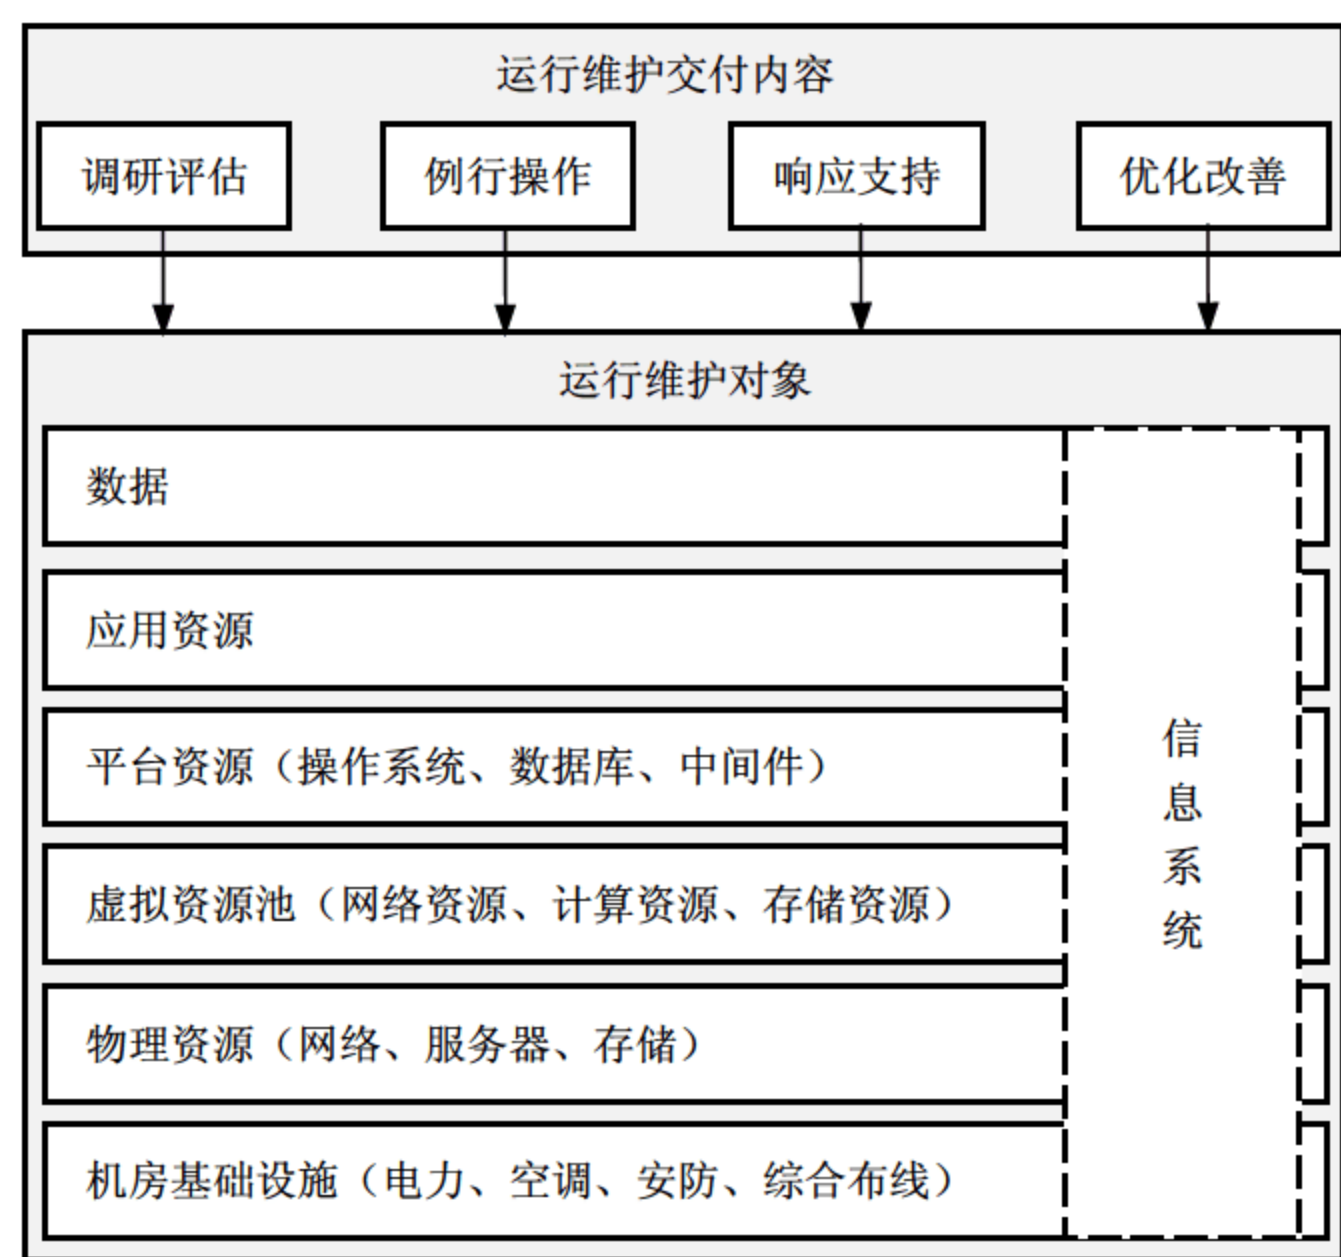 运行维护交付内容
调研评估
例行操作
响应支持
优化改善
运行维护对象
数据
应用资源
平台资源（操作系统、数据库、中间件）
虚拟资源池（网络资源、计算资源、存储资源）
物理资源（网络、服务器、存储）
机房基础设施（电力、空调、安防、综合布线）
信
息
系
统